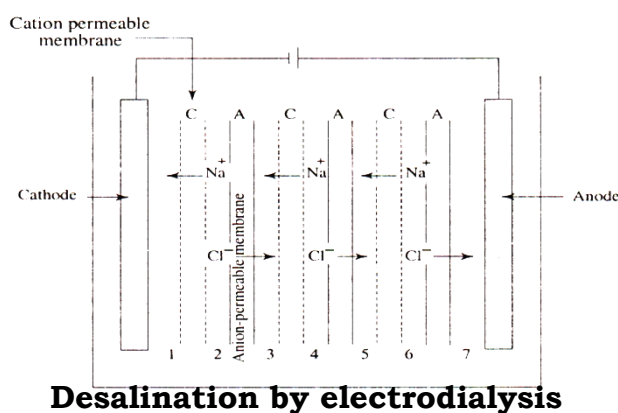 Cation permeable
membrane
C A C A C A
Na+ Na+ Na+
Cathode
Anode
Anion-permeable membrane
Cl− Cl− Cl−
1 2 3 4 5 6 7
Desalination by electrodialysis